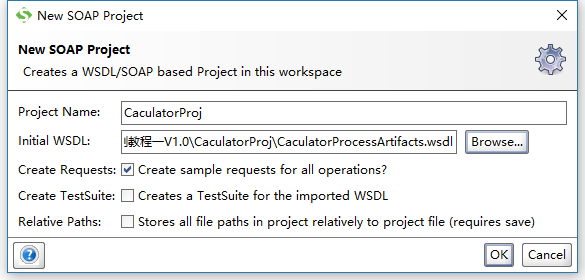 New SOAP Project
New SOAP Project
Creates a WSDL/SOAP based Project in this workspace
Project Name: CaculatorProj
Initial WSDL: 教程一V1.0\CaculatorProj\CaculatorProcessArtifacts.wsdl Browse...
Create Requests: Create sample requests for all operations?
Create TestSuite: Creates a TestSuite for the imported WSDL
Relative Paths: Stores all file paths in project relatively to project file (requires save)
? OK Cancel